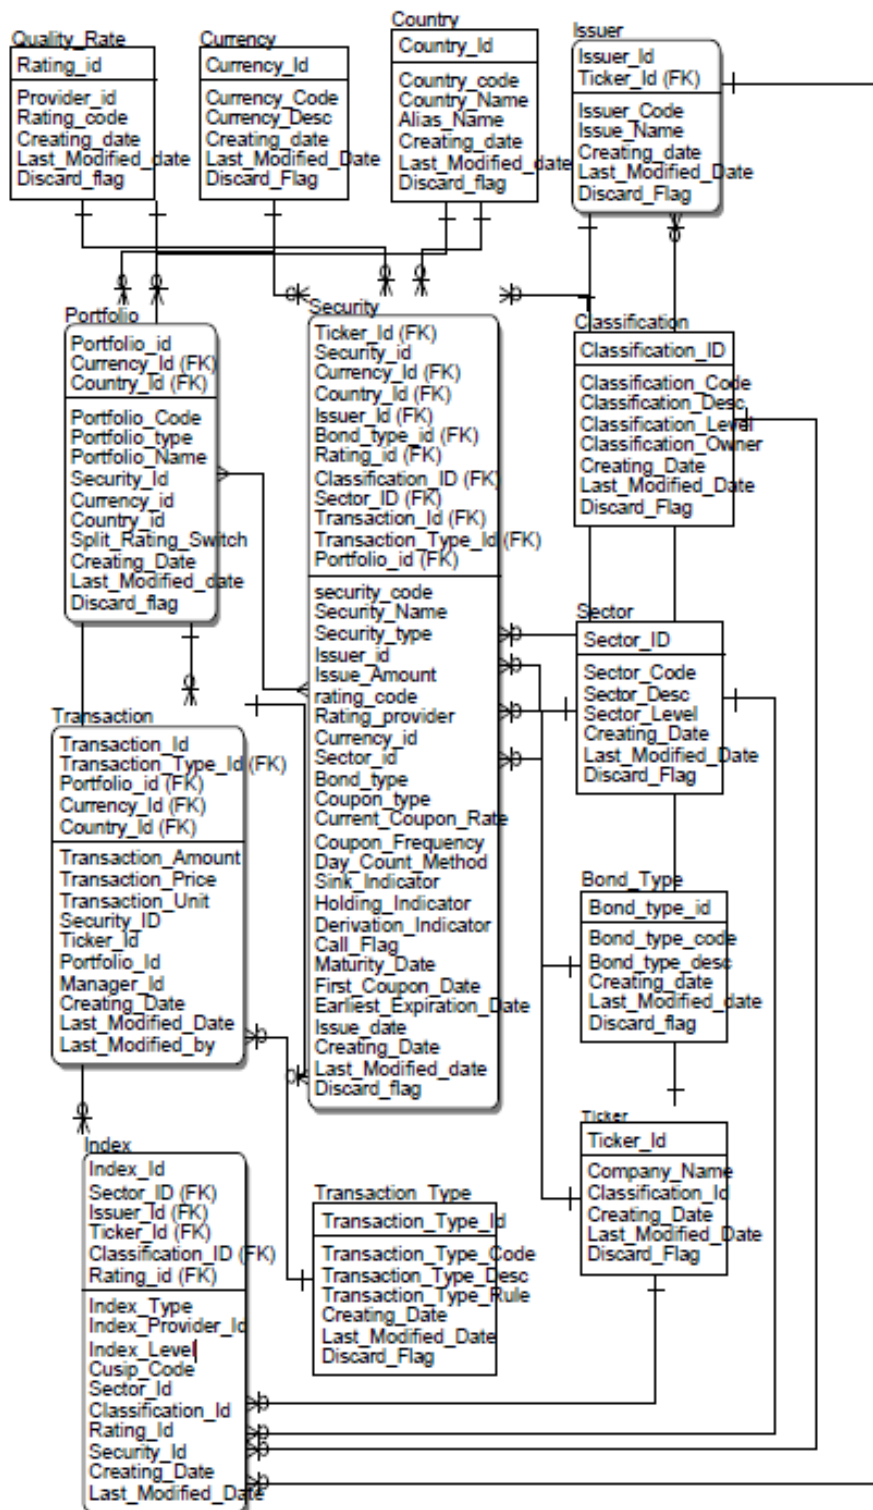 Quality_Rate
Rating_id
Provider_id
Rating_code
Creating_date
Last_Modified_date
Discard_flag
Currency
Currency_Id
Currency_Code
Currency_Desc
Creating_date
Last_Modified_Date
Discard_Flag
Country
Country_Id
Country_code
Country_Name
Alias_Name
Creating_date
Last_Modified_date
Discard_flag
Issuer
Issuer_Id
Ticker_Id (FK)
Issuer_Code
Issue_Name
Creating_date
Last_Modified_Date
Discard_Flag
Portfolio
Portfolio_id
Currency_Id (FK)
Country_Id (FK)
Portfolio_Code
Portfolio_type
Portfolio_Name
Security_Id
Currency_id
Country_id
Split_Rating_Switch
Creating_Date
Last_Modified_date
Discard_flag
Security
Ticker_Id (FK)
Security_id
Currency_Id (FK)
Country_Id (FK)
Issuer_Id (FK)
Bond_type_id (FK)
Rating_id (FK)
Classification_ID (FK)
Sector_ID (FK)
Transaction_Id (FK)
Transaction_Type_Id (FK)
Portfolio_id (FK)
security_code
Security_Name
Security_type
Issuer_id
Issue_Amount
rating_code
Rating_provider
Currency_id
Sector_id
Bond_type
Coupon_type
Current_Coupon_Rate
Coupon_Frequency
Day_Count_Method
Sink_Indicator
Holding_Indicator
Derivation_Indicator
Call_Flag
Maturity_Date
First_Coupon_Date
Earliest_Expiration_Date
Issue_date
Creating_Date
Last_Modified_date
Discard_flag
Classification
Classification_ID
Classification_Code
Classification_Desc
Classification_Level
Classification_Owner
Creating_Date
Last_Modified_Date
Discard_Flag
Sector
Sector_ID
Sector_Code
Sector_Desc
Sector_Level
Creating_Date
Last_Modified_Date
Discard_Flag
Transaction
Transaction_Id
Transaction_Type_Id (FK)
Portfolio_id (FK)
Currency_Id (FK)
Country_Id (FK)
Transaction_Amount
Transaction_Price
Transaction_Unit
Security_ID
Ticker_Id
Portfolio_Id
Manager_Id
Creating_Date
Last_Modified_Date
Last_Modified_by
Bond_Type
Bond_type_id
Bond_type_code
Bond_type_desc
Creating_date
Last_Modified_date
Discard_flag
Ticker
Ticker_Id
Company_Name
Classification_Id
Creating_Date
Last_Modified_Date
Discard_Flag
Index
Index_Id
Sector_ID (FK)
Issuer_Id (FK)
Ticker_Id (FK)
Classification_ID (FK)
Rating_id (FK)
Index_Type
Index_Provider_Id
Index_Level
Cusip_Code
Sector_Id
Classification_Id
Rating_Id
Security_Id
Creating_Date
Last_Modified_Date
Transaction_Type
Transaction_Type_Id
Transaction_Type_Code
Transaction_Type_Desc
Transaction_Type_Rule
Creating_Date
Last_Modified_Date
Discard_Flag